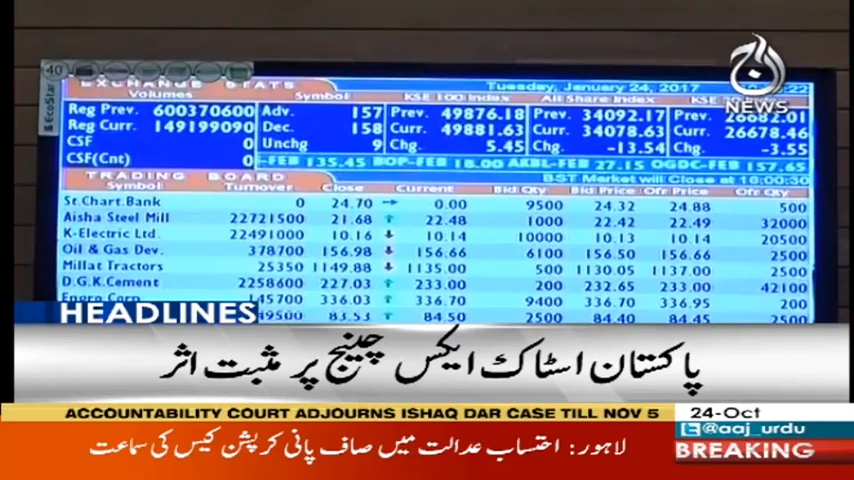 40
EcoStar
EXCHANGE STATS
Tuesday, January 24, 2017
NEWS
Volumes Symbol KSE 100 Index All Share Index KSE
Reg Prev. 600370600 Adv. 157 Prev. 49876.18 Prev. 34092.17 Prev. 26682.01
Reg Curr. 149199090 Dec. 158 Curr. 49881.63 Curr. 34078.63 Curr. 26678.46
CSF 0 Unchg 9 Chg. 5.45 Chg. -13.54 Chg. -3.55
CSF(Cnt) 0 -FEB 135.45 BOP-FEB 18.00 AKBL-FEB 27.15 OGDC-FEB 157.65
TRADING BOARD BST Market will Close at 16:00:30
Symbol Turnover Close Current Bid Qty Bid Price Ofr Price Ofr Qty
St.Chart.Bank 0 24.70 → 0.00 9500 24.32 24.88 500
Aisha Steel Mill 22721500 21.68 ↑ 22.48 1000 22.42 22.49 32000
K-Electric Ltd. 22491000 10.16 ↓ 10.14 10000 10.13 10.14 20500
Oil & Gas Dev. 378700 156.98 ↓ 156.66 6100 156.50 156.66 2500
Millat Tractors 25350 1149.88 ↓ 1135.00 500 1130.05 1137.00 2500
D.G.K.Cement 2258600 227.03 ↑ 233.00 200 232.65 233.00 42100
Engro Corp 145700 336.03 ↑ 336.70 9400 336.70 336.95 200
49500 83.53 ↑ 84.50 2500 84.40 84.45 2500
HEADLINES
پاکستان اسٹاک ایکس چینج پر مثبت اثر
ACCOUNTABILITY COURT ADJOURNS ISHAQ DAR CASE TILL NOV 5 24-Oct
@aaj_urdu
لاہور: احتساب عدالت میں صاف پانی کرپشن کیس کی سماعت
BREAKING